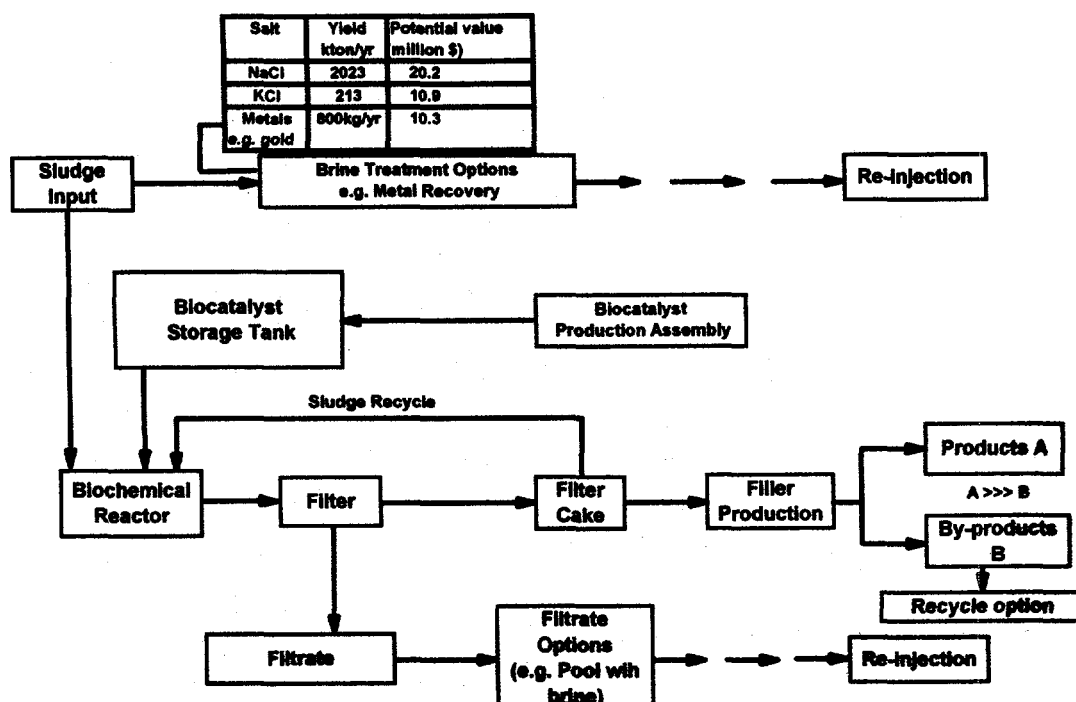 Salt Yield kton/yr Potential value (million $)
NaCl 2023 20.2
KCl 213 10.9
Metals e.g. gold 800kg/yr 10.3
Sludge
Input
Brine Treatment Options
e.g. Metal Recovery
Re-injection
Biocatalyst
Storage Tank
Biocatalyst
Production Assembly
Sludge Recycle
Biochemical
Reactor
Filter
Filter
Cake
Filler
Production
Products A
A >>> B
By-products
B
Recycle option
Filtrate
Filtrate
Options
(e.g. Pool wih
brine)
Re-injection